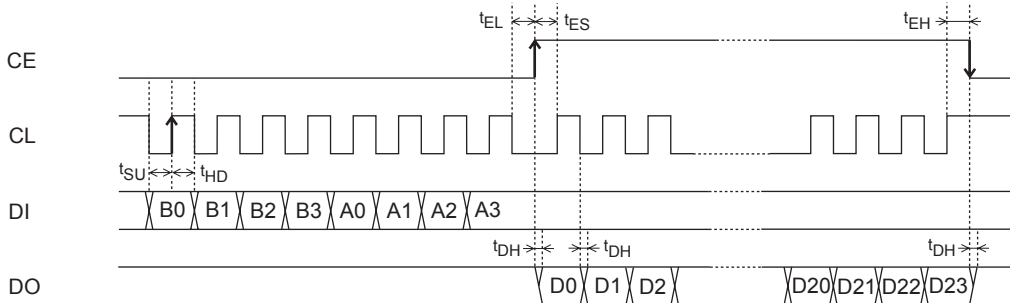 tEL tES tEH
CE
CL
tSU tHD
DI B0 B1 B2 B3 A0 A1 A2 A3
tDH tDH tDH
DO D0 D1 D2 D20 D21 D22 D23